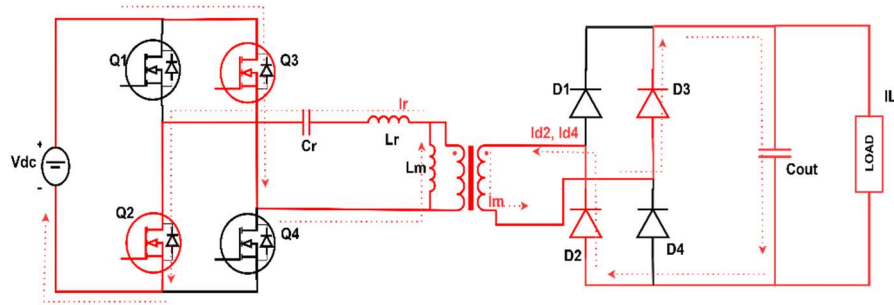 Q1
Q3
Ir
D1
D3
IL
Id2, Id4
Vdc
+
-
Cr
Lr
Lm
Im
Cout
LOAD
Q2
Q4
D2
D4